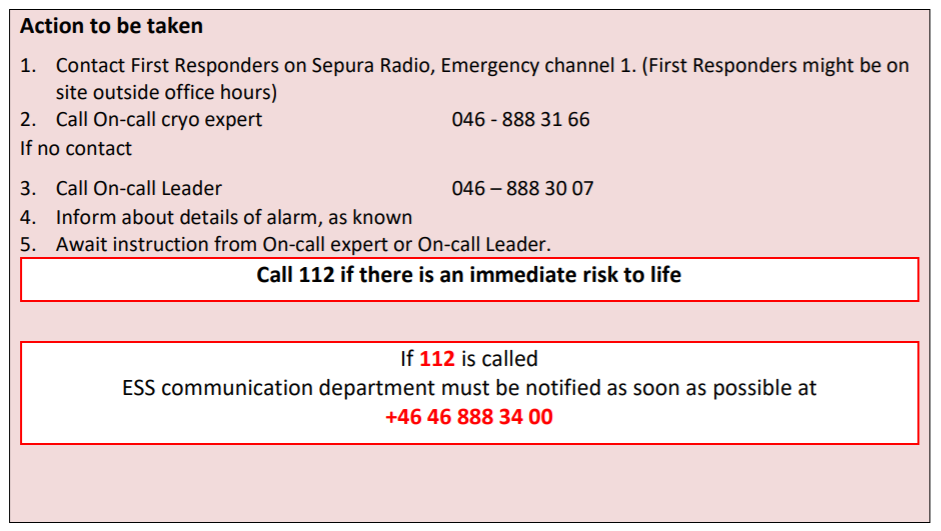 Action to be taken
1. Contact First Responders on Sepura Radio, Emergency channel 1. (First Responders might be on
site outside office hours)
2. Call On-call cryo expert 046 - 888 31 66
If no contact
3. Call On-call Leader 046 – 888 30 07
4. Inform about details of alarm, as known
5. Await instruction from On-call expert or On-call Leader.
Call 112 if there is an immediate risk to life
If 112 is called
ESS communication department must be notified as soon as possible at
+46 46 888 34 00